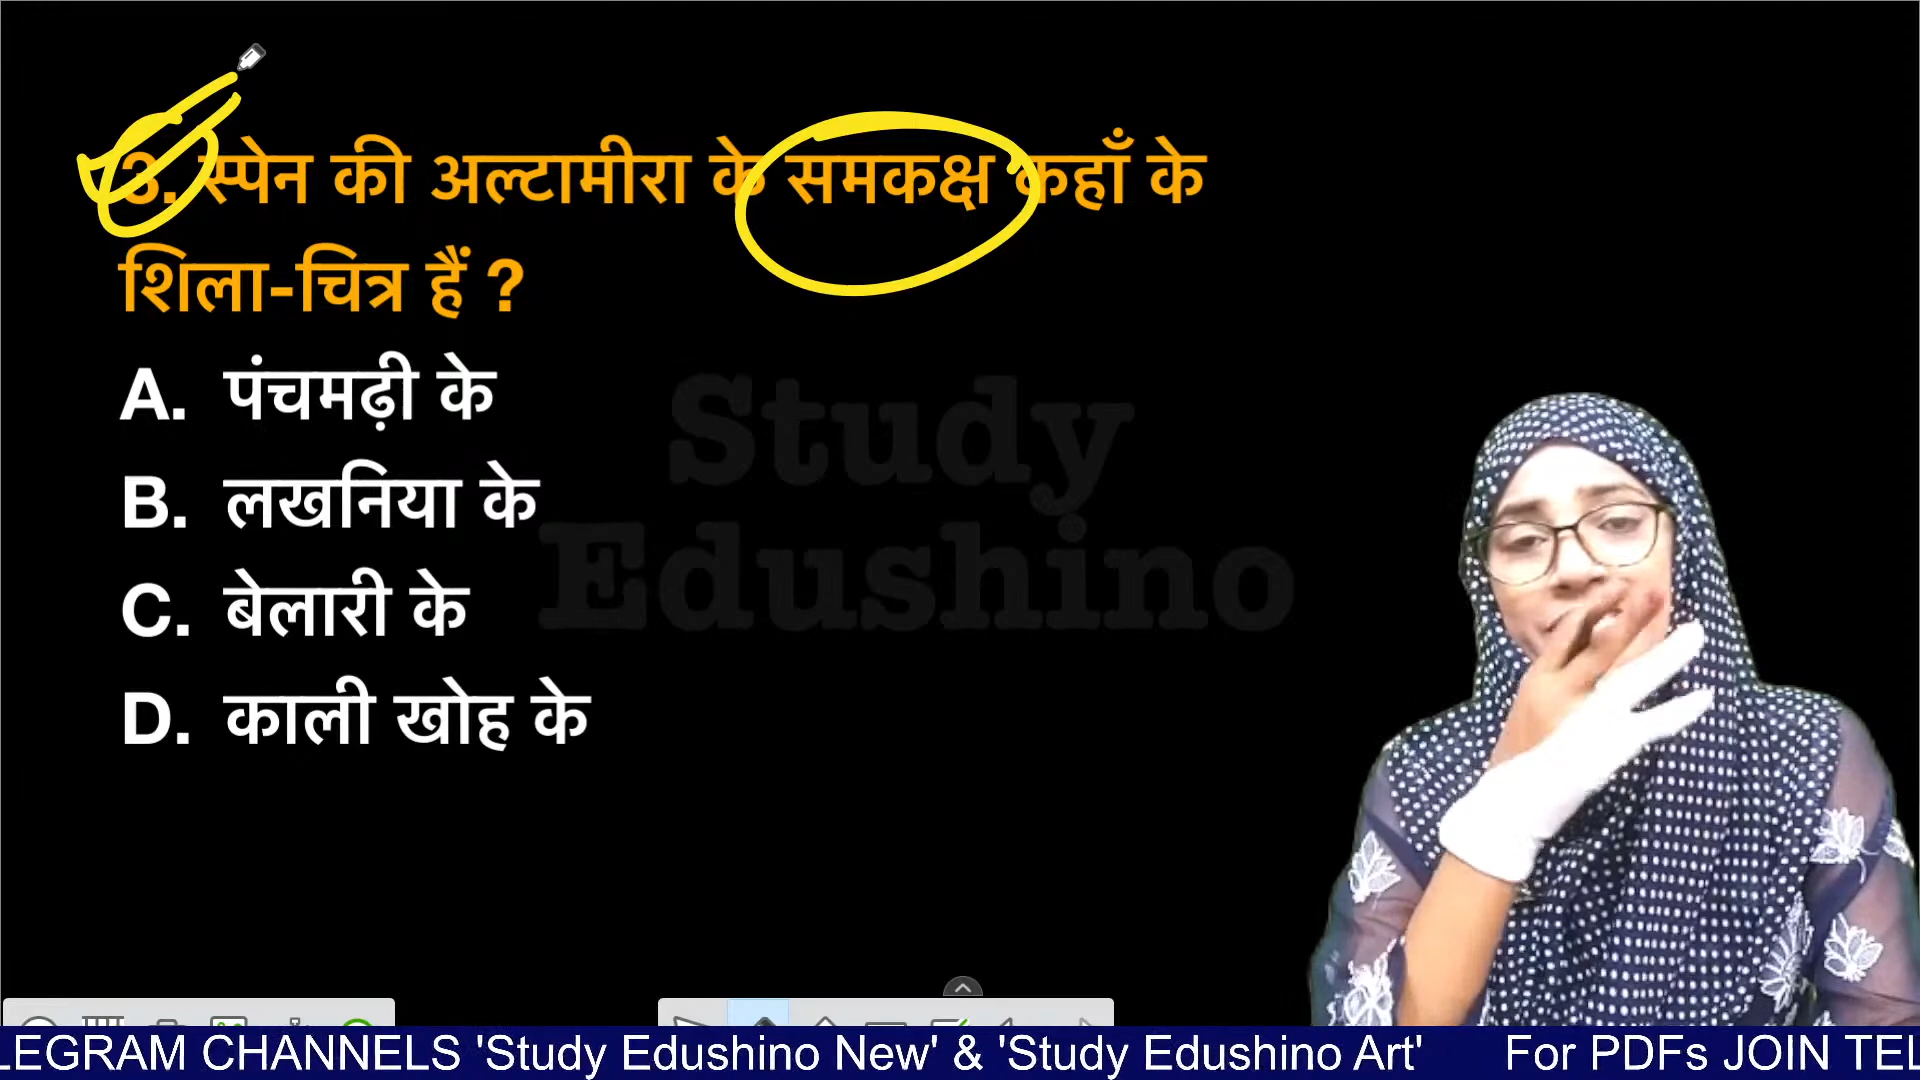 3. स्पेन की अल्टामीरा के समकक्ष कहाँ के
शिला-चित्र हैं ?
A. पंचमढ़ी के
B. लखनिया के
C. बेलारी के
D. काली खोह के
Study
Edushino
LEGRAM CHANNELS 'Study Edushino New' & 'Study Edushino Art' For PDFs JOIN TEL